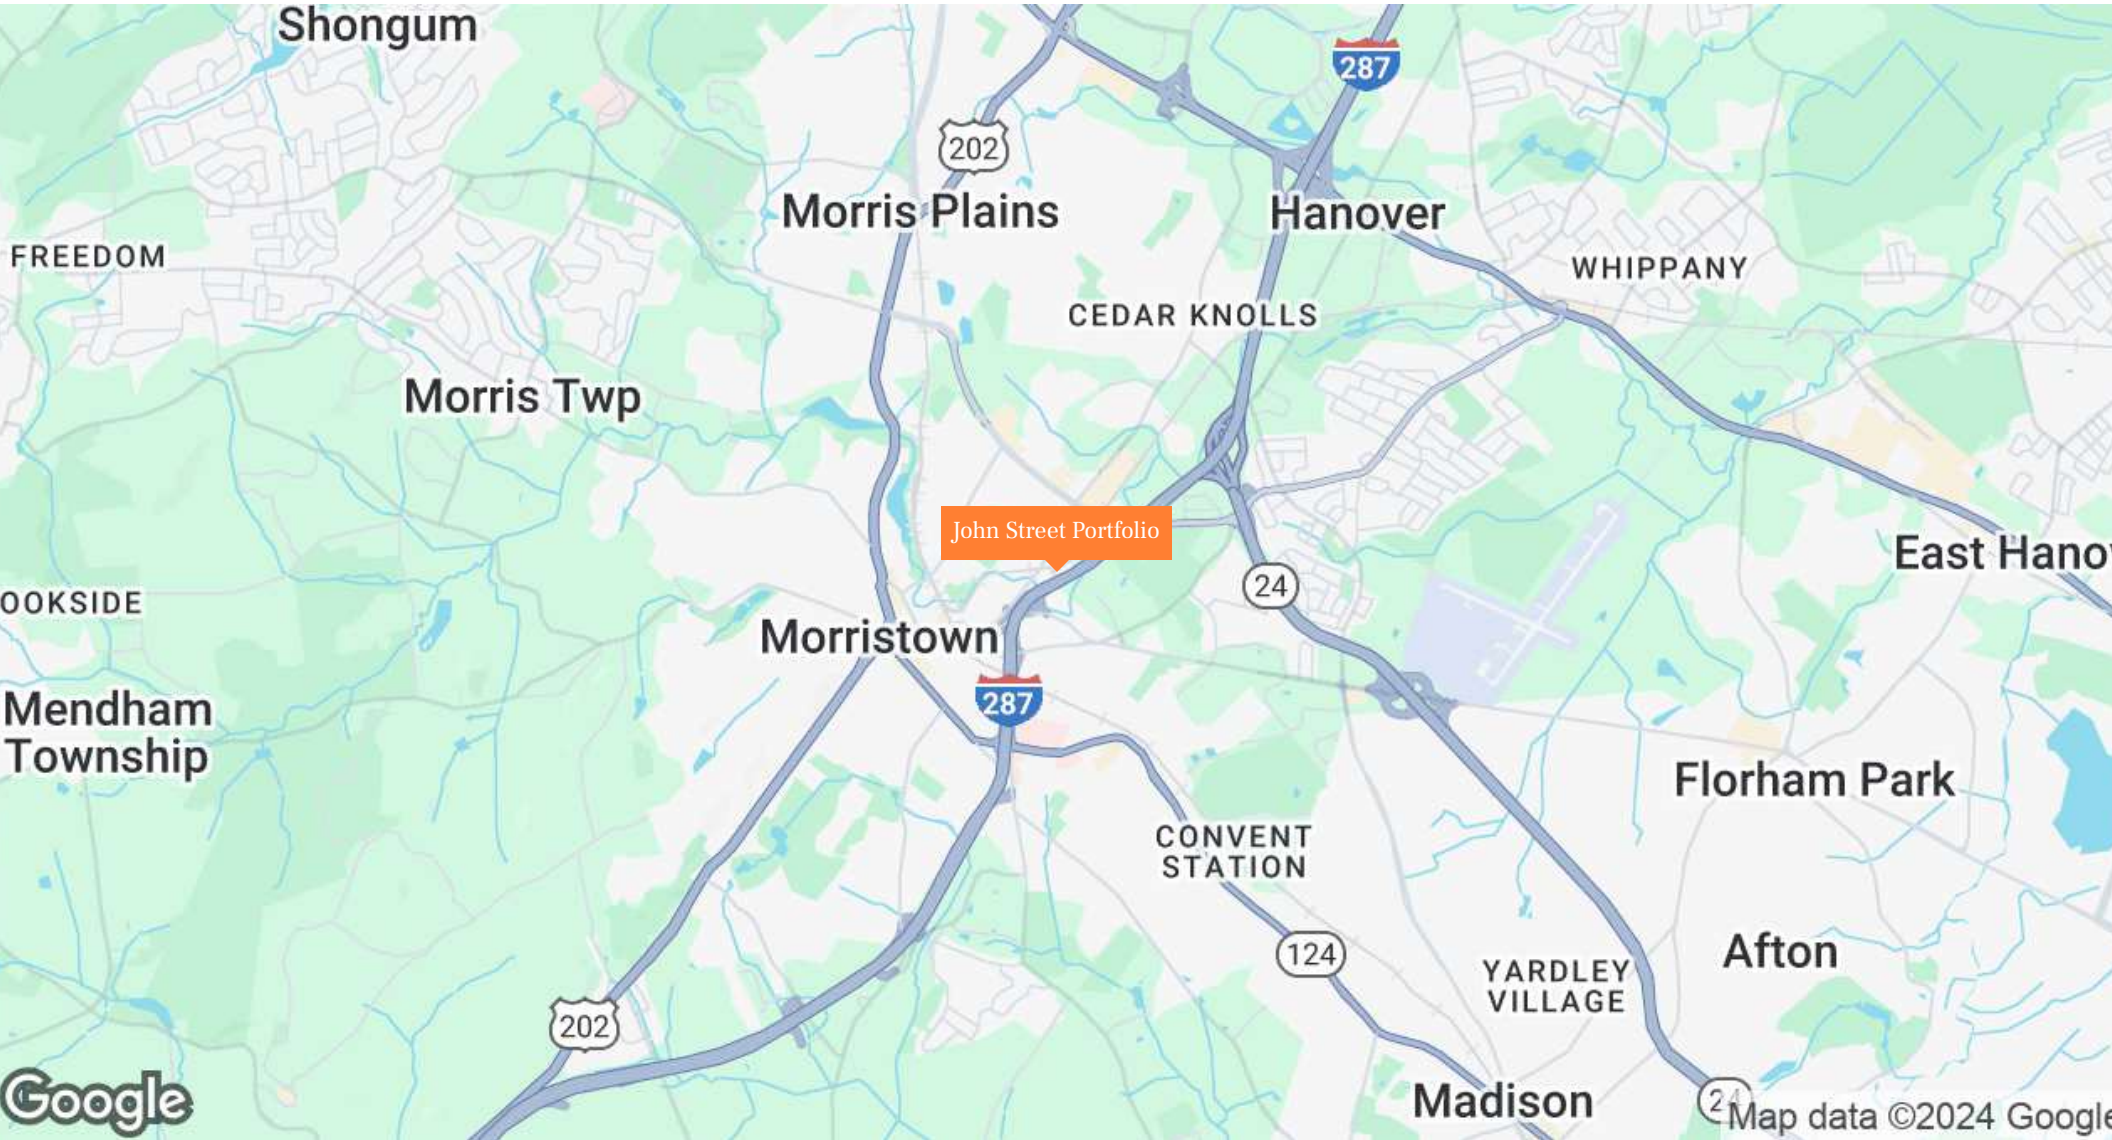 Shongum
287
202
Morris Plains
Hanover
FREEDOM
WHIPPANY
CEDAR KNOLLS
Morris Twp
John Street Portfolio
East Hano
24
OOKSIDE
Morristown
287
Mendham
Township
Florham Park
CONVENT
STATION
124
Afton
YARDLEY
VILLAGE
202
Google
Madison
24
Map data ©2024 Google